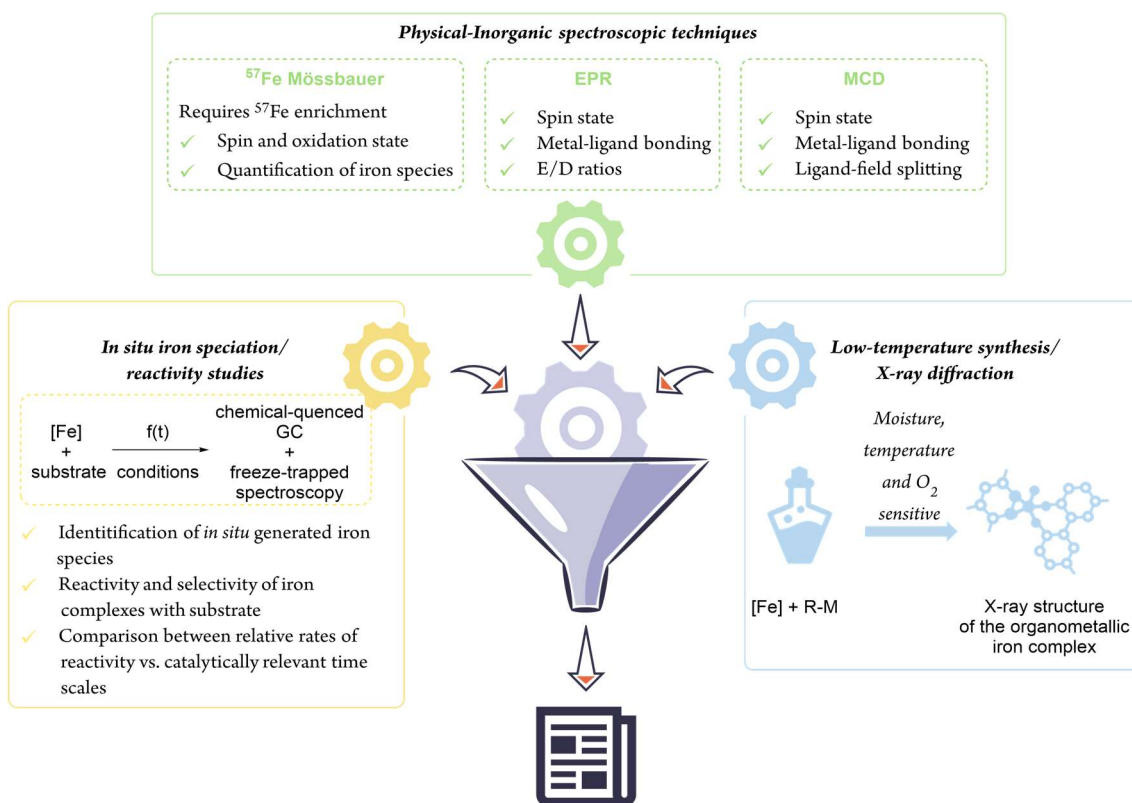 Physical-Inorganic spectroscopic techniques
⁵⁷Fe Mössbauer
Requires ⁵⁷Fe enrichment
✓ Spin and oxidation state
✓ Quantification of iron species
EPR
✓ Spin state
✓ Metal-ligand bonding
✓ E/D ratios
MCD
✓ Spin state
✓ Metal-ligand bonding
✓ Ligand-field splitting
In situ iron speciation/
reactivity studies
[Fe]
+
substrate
f(t)
conditions
chemical-quenced
GC
+
freeze-trapped
spectroscopy
✓ Identitification of in situ generated iron
species
✓ Reactivity and selectivity of iron
complexes with substrate
✓ Comparison between relative rates of
reactivity vs. catalytically relevant time
scales
Low-temperature synthesis/
X-ray diffraction
Moisture,
temperature
and O₂
sensitive
[Fe] + R-M
X-ray structure
of the organometallic
iron complex